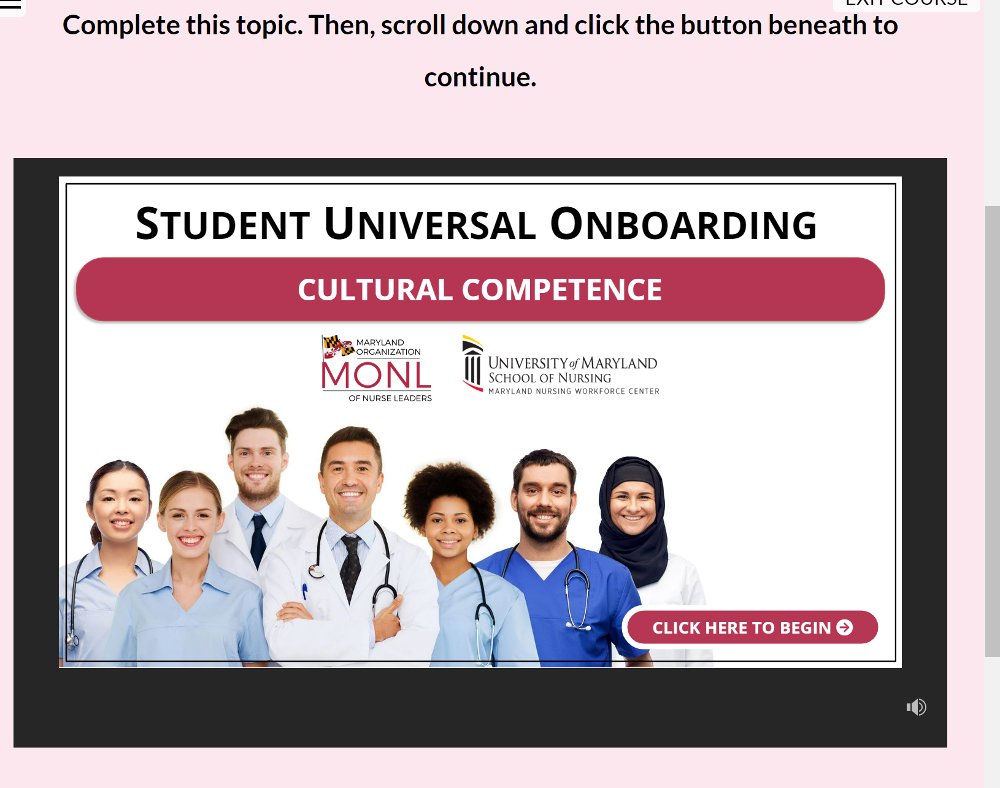 EXIT COURSE
Complete this topic. Then, scroll down and click the button beneath to
continue.
STUDENT UNIVERSAL ONBOARDING
CULTURAL COMPETENCE
MARYLAND
ORGANIZATION
MONL
OF NURSE LEADERS
UNIVERSITY of MARYLAND
SCHOOL OF NURSING
MARYLAND NURSING WORKFORCE CENTER
CLICK HERE TO BEGIN